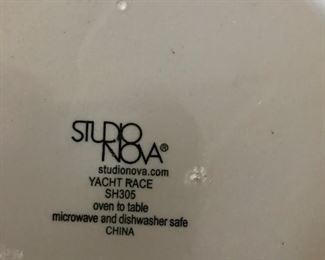 STUDIO
NOVA®
studionova.com
YACHT RACE
SH305
oven to table
microwave and dishwasher safe
CHINA